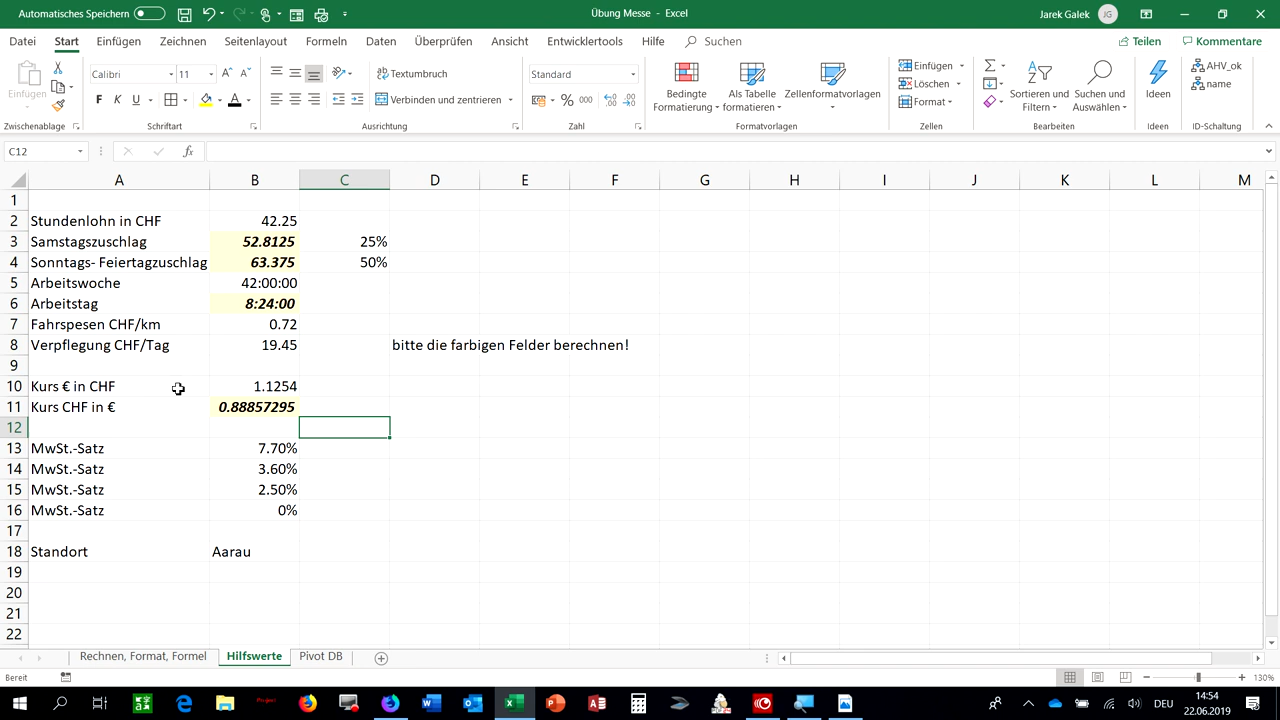 Automatisches Speichern
Übung Messe - Excel
Jarek Galek
JG
Datei Start Einfügen Zeichnen Seitenlayout Formeln Daten Überprüfen Ansicht Entwicklertools Hilfe Suchen Teilen Kommentare
Einfügen
Zwischenablage
Calibri 11
F K U
Schriftart
Textumbruch
Verbinden und zentrieren
Ausrichtung
Standard
% 000
Zahl
Bedingte Formatierung
Als Tabelle formatieren
Zellenformatvorlagen
Formatvorlagen
Einfügen
Löschen
Format
Zellen
Sortieren und Filtern
Suchen und Auswählen
Bearbeiten
Ideen
Ideen
AHV_ok
name
ID-Schaltung
C12 fx
A B C D E F G H I J K L M
1
2 Stundenlohn in CHF 42.25
3 Samstagszuschlag 52.8125 25%
4 Sonntags- Feiertagzuschlag 63.375 50%
5 Arbeitswoche 42:00:00
6 Arbeitstag 8:24:00
7 Fahrspesen CHF/km 0.72
8 Verpflegung CHF/Tag 19.45 bitte die farbigen Felder berechnen!
9
10 Kurs € in CHF 1.1254
11 Kurs CHF in € 0.88857295
12
13 MwSt.-Satz 7.70%
14 MwSt.-Satz 3.60%
15 MwSt.-Satz 2.50%
16 MwSt.-Satz 0%
17
18 Standort Aarau
19
20
21
22
Rechnen, Format, Formel Hilfswerte Pivot DB
Bereit
130%
14:54
DEU
22.06.2019